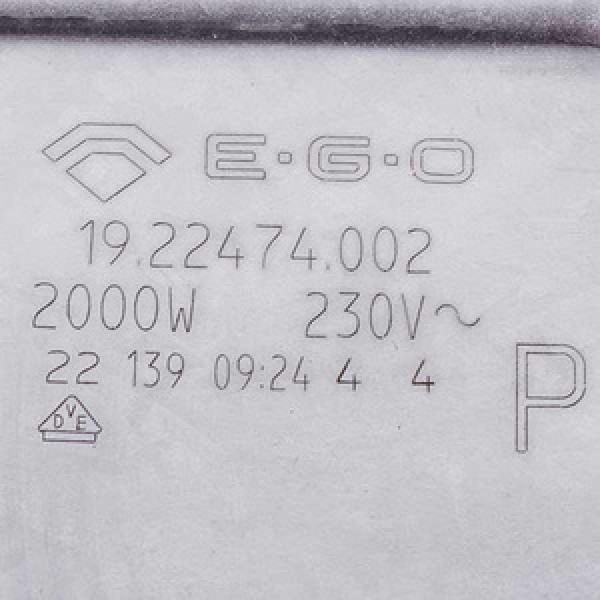 E·G·O
19.22474.002
2000W 230V~
22 139 09:24 4 4
P
DVE